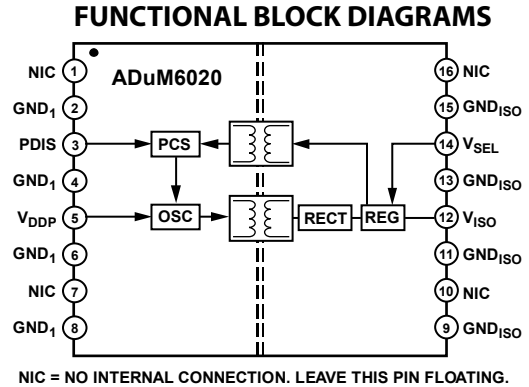 FUNCTIONAL BLOCK DIAGRAMS
ADuM6020
NIC 1
GND1 2
PDIS 3
GND1 4
VDDP 5
GND1 6
NIC 7
GND1 8
PCS
OSC
RECT
REG
16 NIC
15 GNDISO
14 VSEL
13 GNDISO
12 VISO
11 GNDISO
10 NIC
9 GNDISO
NIC = NO INTERNAL CONNECTION. LEAVE THIS PIN FLOATING.